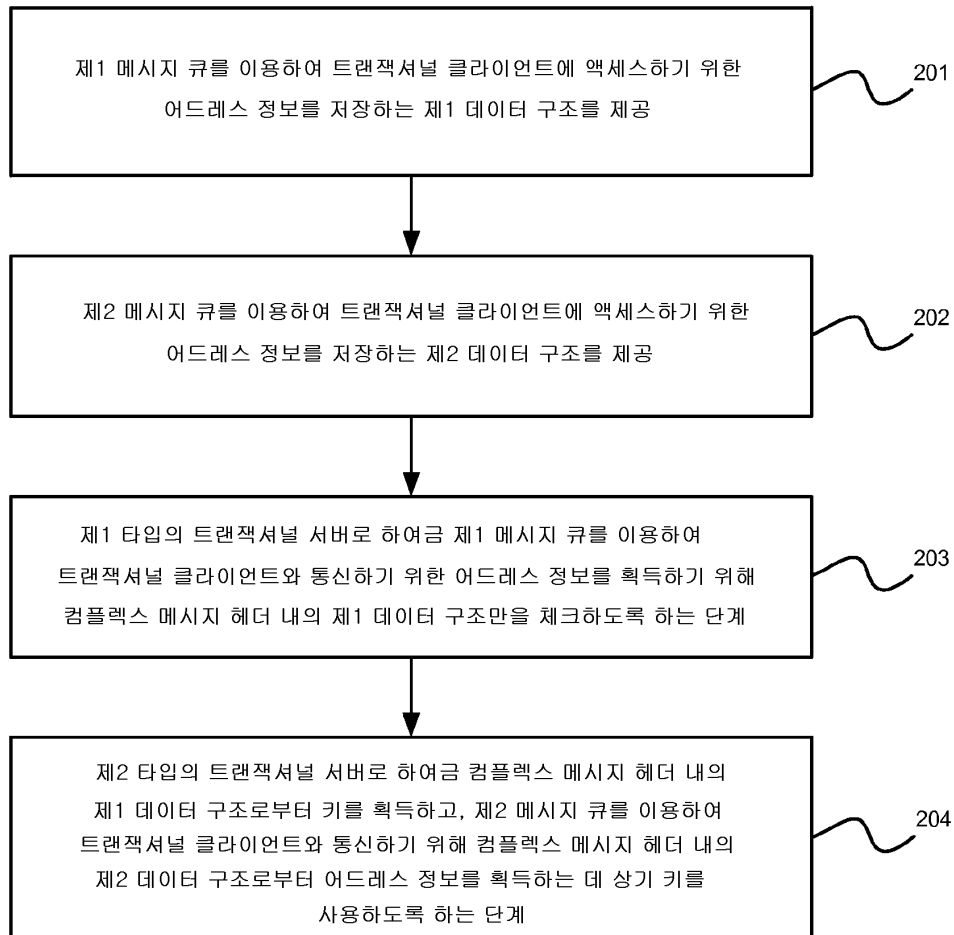 제1 메시지 큐를 이용하여 트랜잭셔널 클라이언트에 액세스하기 위한
어드레스 정보를 저장하는 제1 데이터 구조를 제공
201
제2 메시지 큐를 이용하여 트랜잭셔널 클라이언트에 액세스하기 위한
어드레스 정보를 저장하는 제2 데이터 구조를 제공
202
제1 타입의 트랜잭셔널 서버로 하여금 제1 메시지 큐를 이용하여
트랜잭셔널 클라이언트와 통신하기 위한 어드레스 정보를 획득하기 위해
컴플렉스 메시지 헤더 내의 제1 데이터 구조만을 체크하도록 하는 단계
203
제2 타입의 트랜잭셔널 서버로 하여금 컴플렉스 메시지 헤더 내의
제1 데이터 구조로부터 키를 획득하고, 제2 메시지 큐를 이용하여
트랜잭셔널 클라이언트와 통신하기 위해 컴플렉스 메시지 헤더 내의
제2 데이터 구조로부터 어드레스 정보를 획득하는 데 상기 키를
사용하도록 하는 단계
204